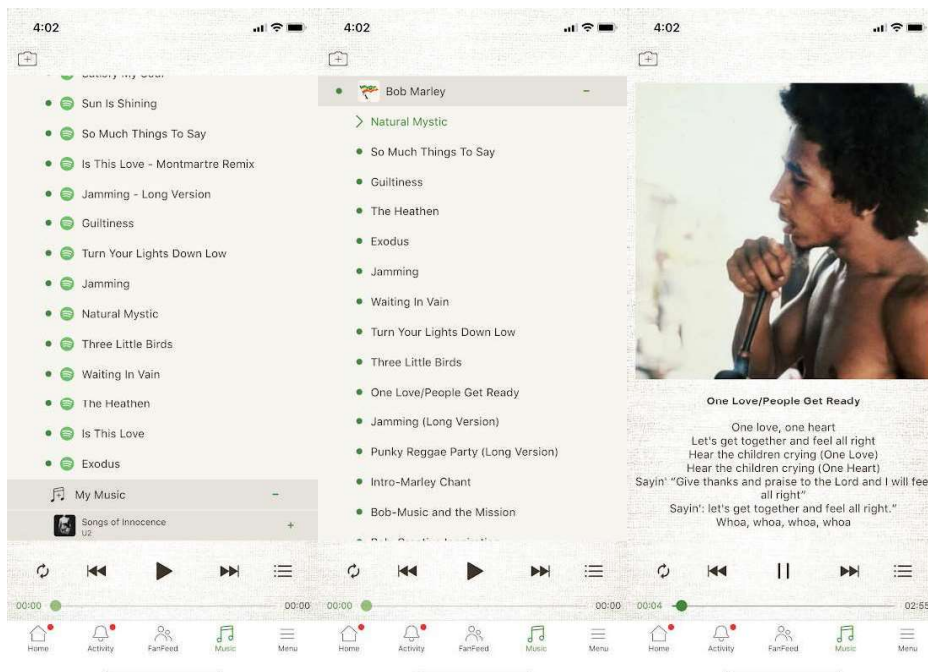 4:02
Sun Is Shining
So Much Things To Say
Is This Love - Montmartre Remix
Jamming - Long Version
Guiltiness
Turn Your Lights Down Low
Jamming
Natural Mystic
Three Little Birds
Waiting In Vain
The Heathen
Is This Love
Exodus
My Music
Songs of Innocence
U2
00:00 00:00
Home Activity FanFeed Music Menu
4:02
Bob Marley
Natural Mystic
So Much Things To Say
Guiltiness
The Heathen
Exodus
Jamming
Waiting In Vain
Turn Your Lights Down Low
Three Little Birds
One Love/People Get Ready
Jamming (Long Version)
Punky Reggae Party (Long Version)
Intro-Marley Chant
Bob-Music and the Mission
00:00 00:00
Home Activity FanFeed Music Menu
4:02
One Love/People Get Ready
One love, one heart
Let's get together and feel all right
Hear the children crying (One Love)
Hear the children crying (One Heart)
Sayin' "Give thanks and praise to the Lord and I will feel
all right"
Sayin': let's get together and feel all right."
Whoa, whoa, whoa, whoa
00:04 02:55
Home Activity FanFeed Music Menu